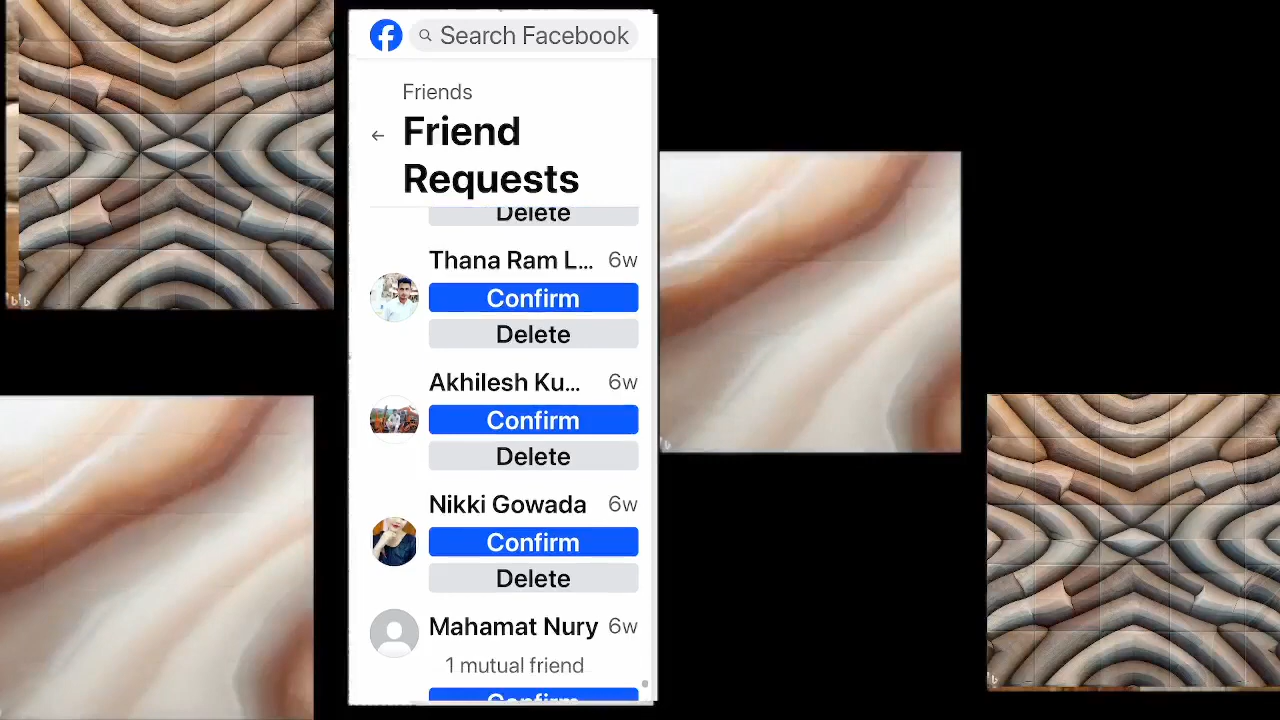 Search Facebook
Friends
Friend
Requests
Delete
Thana Ram L... 6w
Confirm
Delete
Akhilesh Ku... 6w
Confirm
Delete
Nikki Gowada 6w
Confirm
Delete
Mahamat Nury 6w
1 mutual friend
Confirm